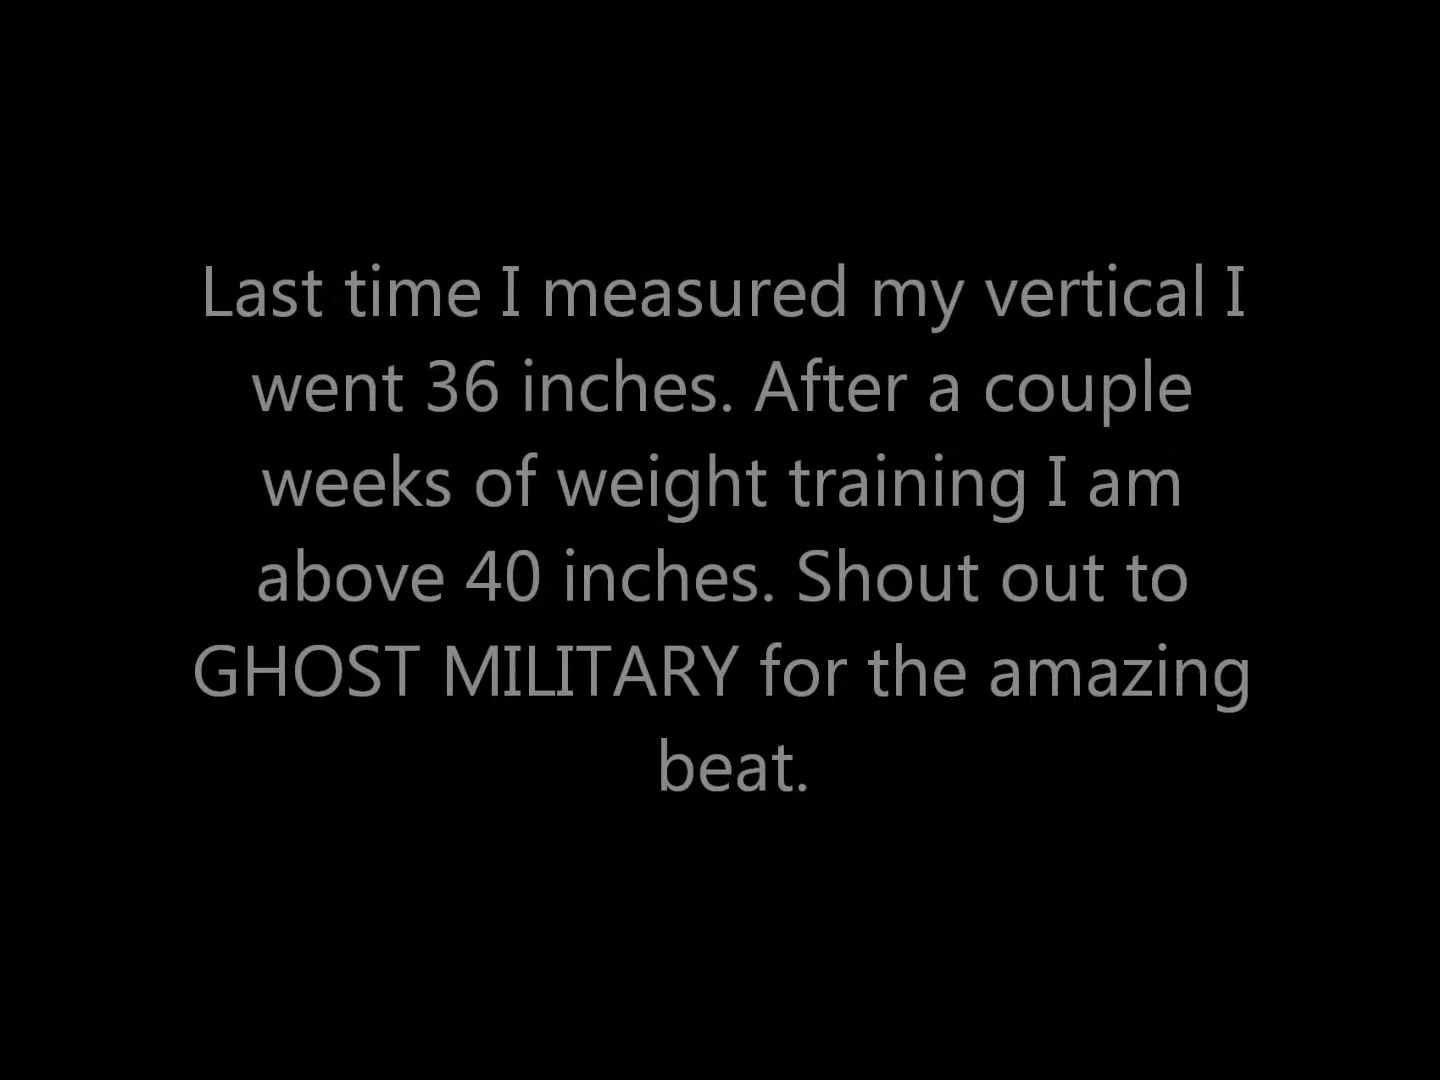 Last time I measured my vertical I
went 36 inches. After a couple
weeks of weight training I am
above 40 inches. Shout out to
GHOST MILITARY for the amazing
beat.